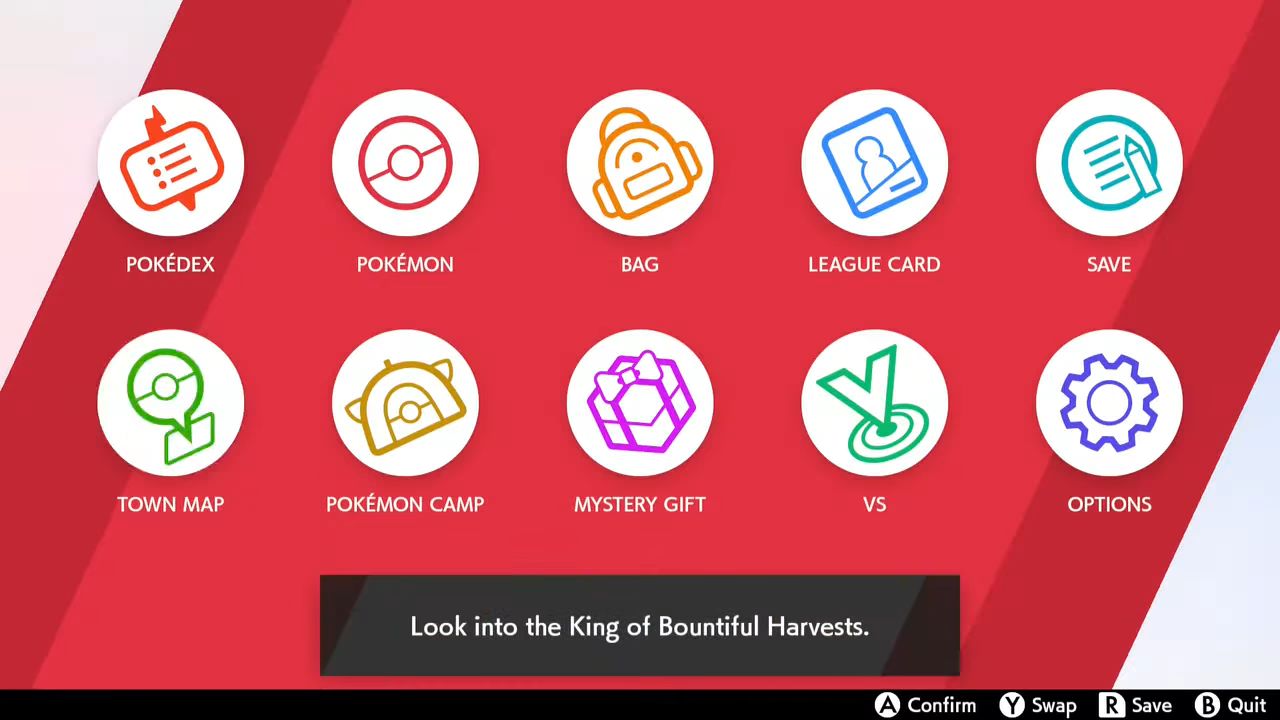 POKÉDEX
POKÉMON
BAG
LEAGUE CARD
SAVE
TOWN MAP
POKÉMON CAMP
MYSTERY GIFT
VS
OPTIONS
Look into the King of Bountiful Harvests.
A Confirm Y Swap R Save B Quit